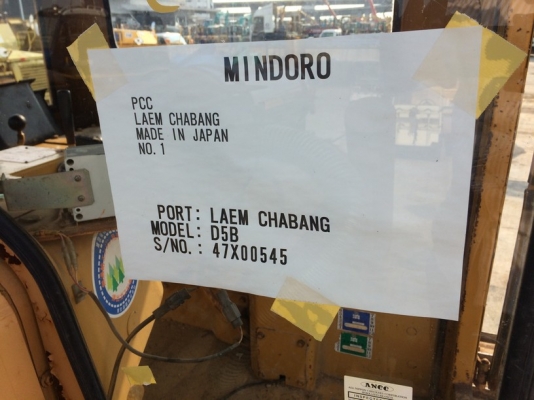 MINDORO
PCC
LAEM CHABANG
MADE IN JAPAN
NO. 1
PORT: LAEM CHABANG
MODEL: D5B
S/NO.: 47X00545
ANCC